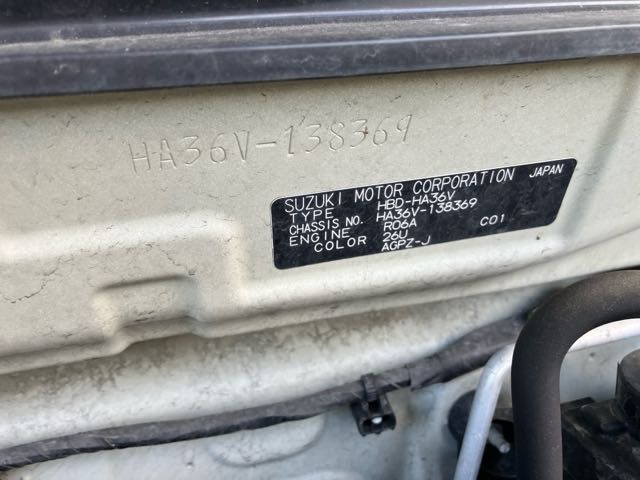 HA36V-138369
SUZUKI MOTOR CORPORATION JAPAN
TYPE HBD-HA36V
CHASSIS NO. HA36V-138369
ENGINE R06A C01
COLOR 26U
AGPZ-J